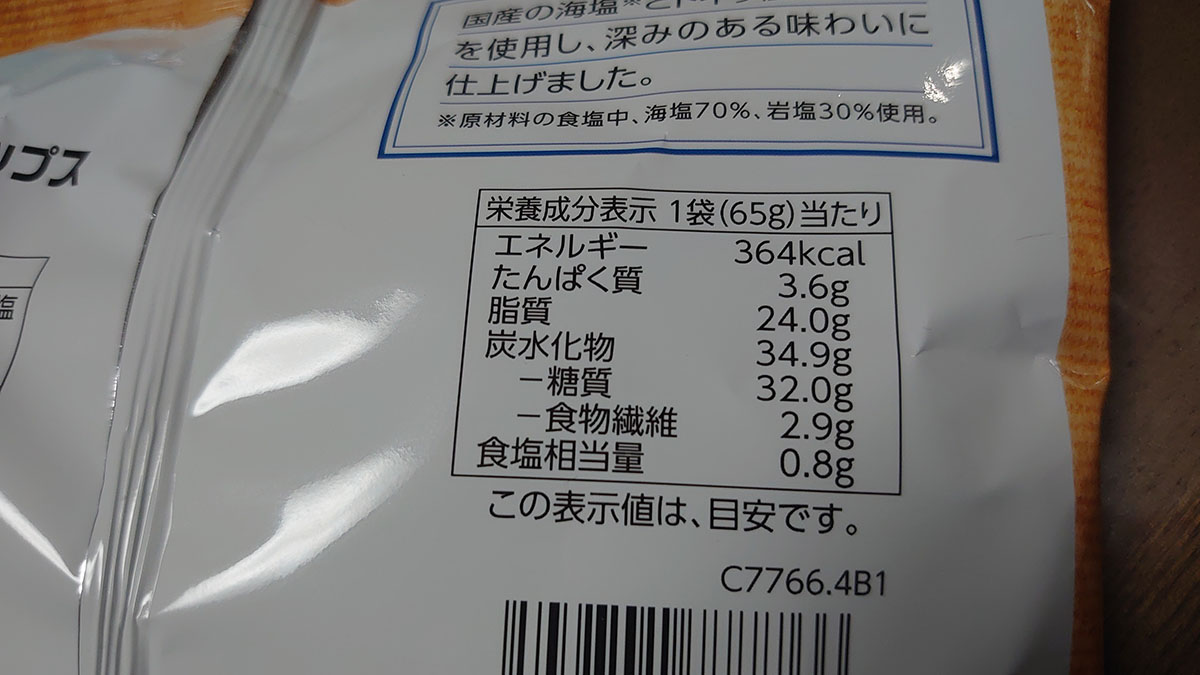 国産の海塩※と
を使用し、深みのある味わいに
仕上げました。
※原材料の食塩中、海塩70%、岩塩30%使用。
ップス
塩
栄養成分表示 1袋(65g)当たり
エネルギー 364kcal
たんぱく質 3.6g
脂質 24.0g
炭水化物 34.9g
－糖質 32.0g
－食物繊維 2.9g
食塩相当量 0.8g
この表示値は、目安です。
C7766.4B1